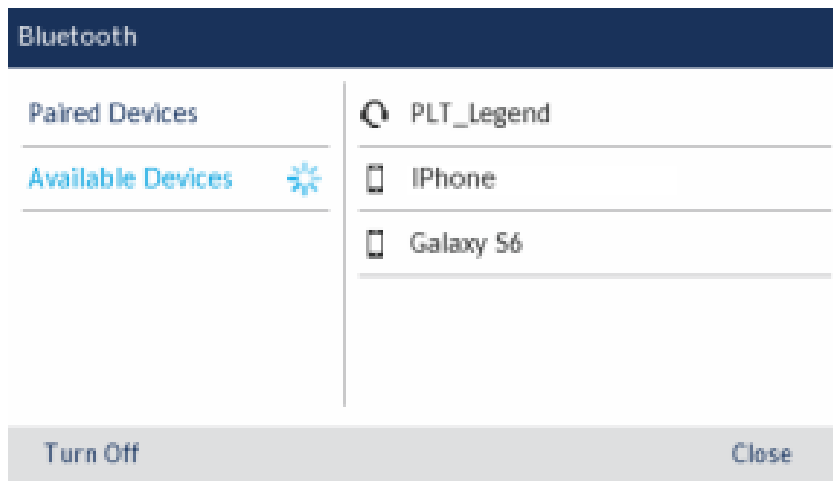 Bluetooth
Paired Devices
Available Devices
PLT_Legend
IPhone
Galaxy S6
Turn Off
Close